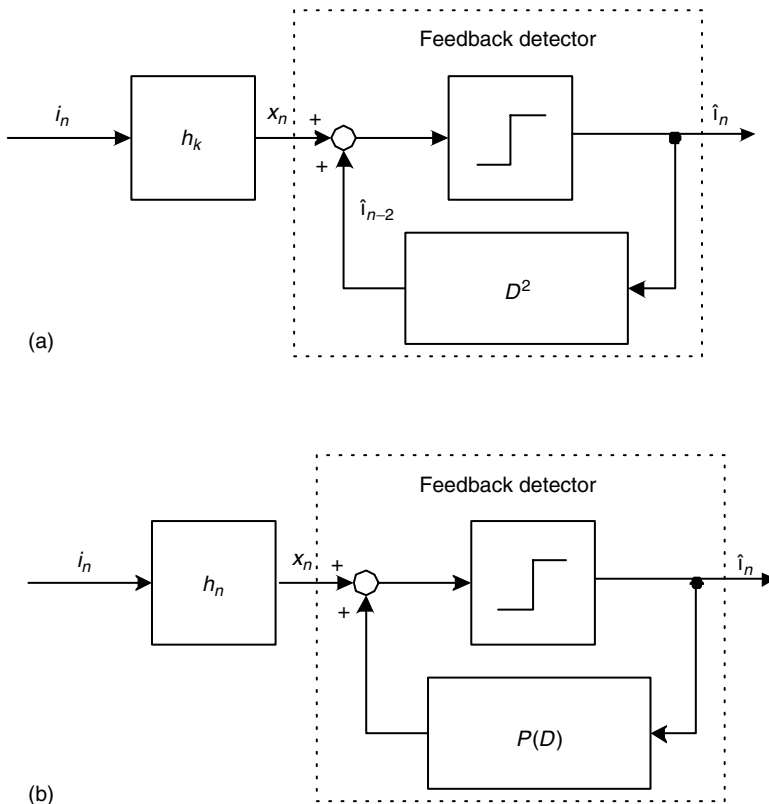 Feedback detector
i_n
h_k
x_n
+
+
î_n
î_{n–2}
D^2
(a)
Feedback detector
i_n
h_n
x_n
+
+
î_n
P(D)
(b)